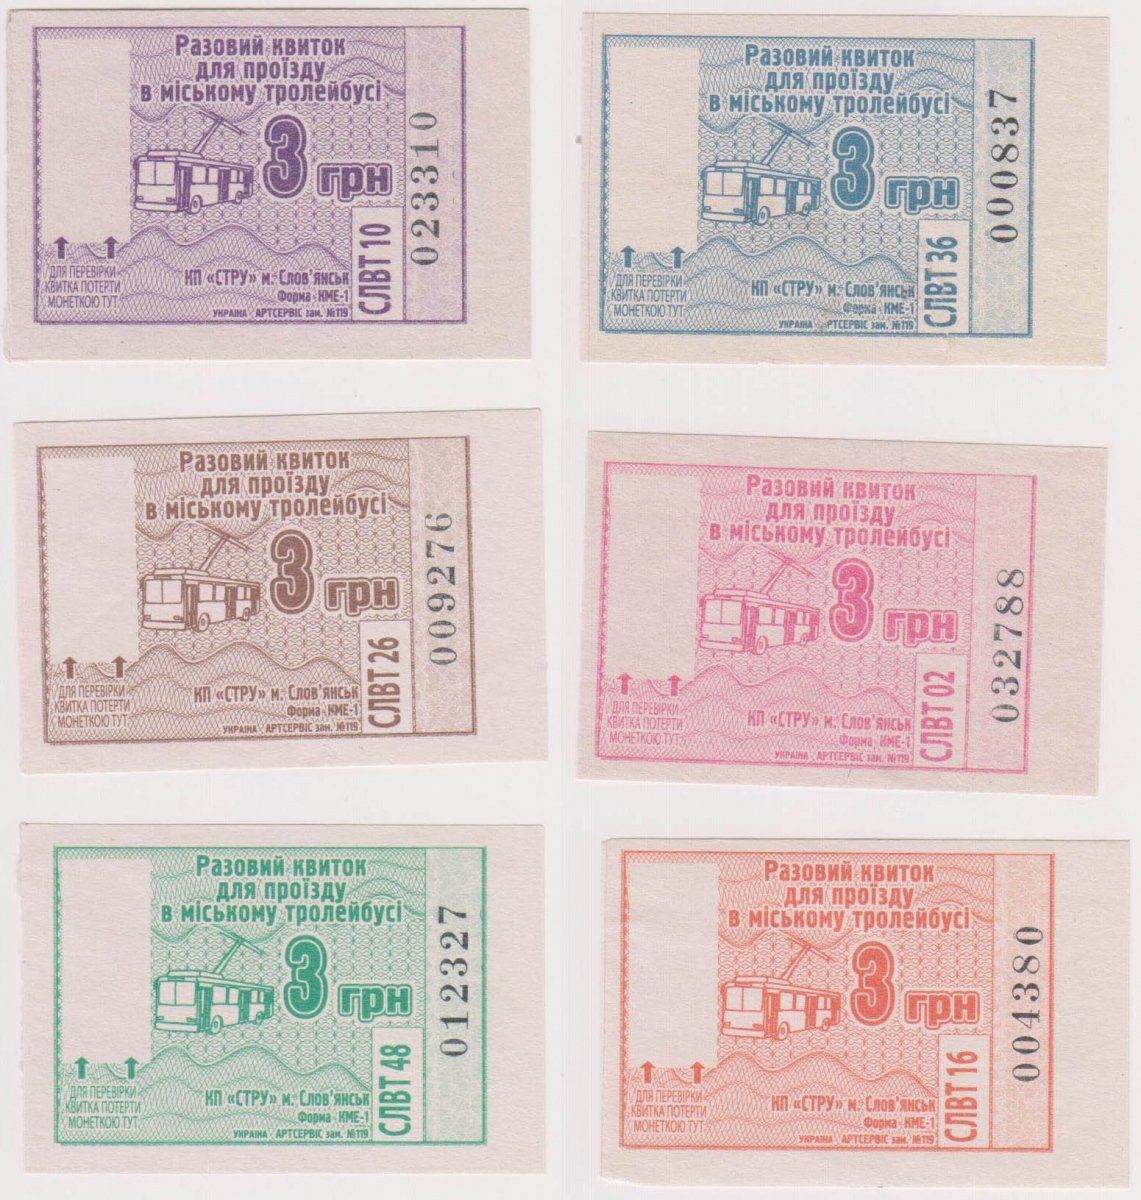 Разовий квиток
для проїзду
в міському тролейбусі
3 грн
КП «СТРУ» м. Слов'янськ
Форма КМЕ-1
УКРАЇНА · АРТСЕРВІС зам. №119
ДЛЯ ПЕРЕВІРКИ
КВИТКА ПОТЕРТИ
МОНЕТКОЮ ТУТ
СЛВТ 10
023310
Разовий квиток
для проїзду
в міському тролейбусі
3 грн
КП «СТРУ» м. Слов'янськ
Форма КМЕ-1
УКРАЇНА · АРТСЕРВІС зам. №119
ДЛЯ ПЕРЕВІРКИ
КВИТКА ПОТЕРТИ
МОНЕТКОЮ ТУТ
СЛВТ 36
000837
Разовий квиток
для проїзду
в міському тролейбусі
3 грн
КП «СТРУ» м. Слов'янськ
Форма КМЕ-1
УКРАЇНА · АРТСЕРВІС зам. №119
ДЛЯ ПЕРЕВІРКИ
КВИТКА ПОТЕРТИ
МОНЕТКОЮ ТУТ
СЛВТ 26
009276
Разовий квиток
для проїзду
в міському тролейбусі
3 грн
КП «СТРУ» м. Слов'янськ
Форма КМЕ-1
УКРАЇНА · АРТСЕРВІС зам. №119
ДЛЯ ПЕРЕВІРКИ
КВИТКА ПОТЕРТИ
МОНЕТКОЮ ТУТ
СЛВТ 02
032788
Разовий квиток
для проїзду
в міському тролейбусі
3 грн
КП «СТРУ» м. Слов'янськ
Форма КМЕ-1
УКРАЇНА · АРТСЕРВІС зам. №119
ДЛЯ ПЕРЕВІРКИ
КВИТКА ПОТЕРТИ
МОНЕТКОЮ ТУТ
СЛВТ 48
012327
Разовий квиток
для проїзду
в міському тролейбусі
3 грн
КП «СТРУ» м. Слов'янськ
Форма КМЕ-1
УКРАЇНА · АРТСЕРВІС зам. №119
ДЛЯ ПЕРЕВІРКИ
КВИТКА ПОТЕРТИ
МОНЕТКОЮ ТУТ
СЛВТ 16
004380